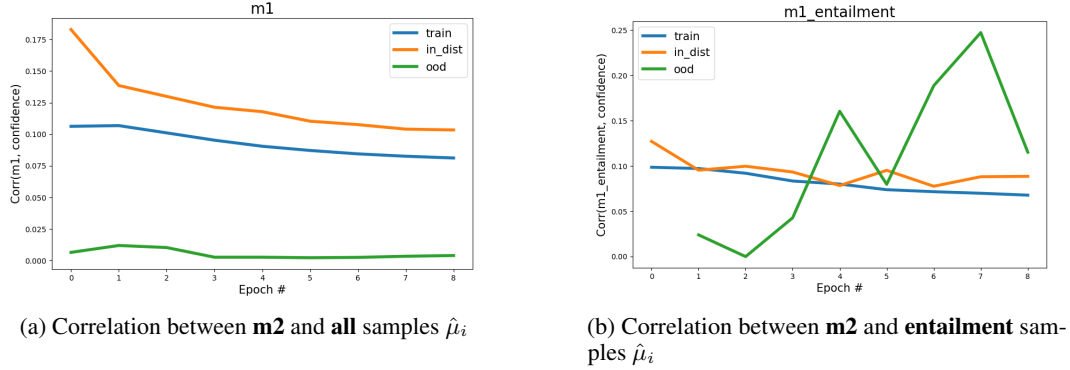 m1
Corr(m1, confidence)
0.175
0.150
0.125
0.100
0.075
0.050
0.025
0.000
train
in_dist
ood
0 1 2 3 4 5 6 7 8
Epoch #
(a) Correlation between m2 and all samples μ̂i
m1_entailment
Corr(m1_entailment, confidence)
0.25
0.20
0.15
0.10
0.05
0.00
train
in_dist
ood
0 1 2 3 4 5 6 7 8
Epoch #
(b) Correlation between m2 and entailment sam-
ples μ̂i